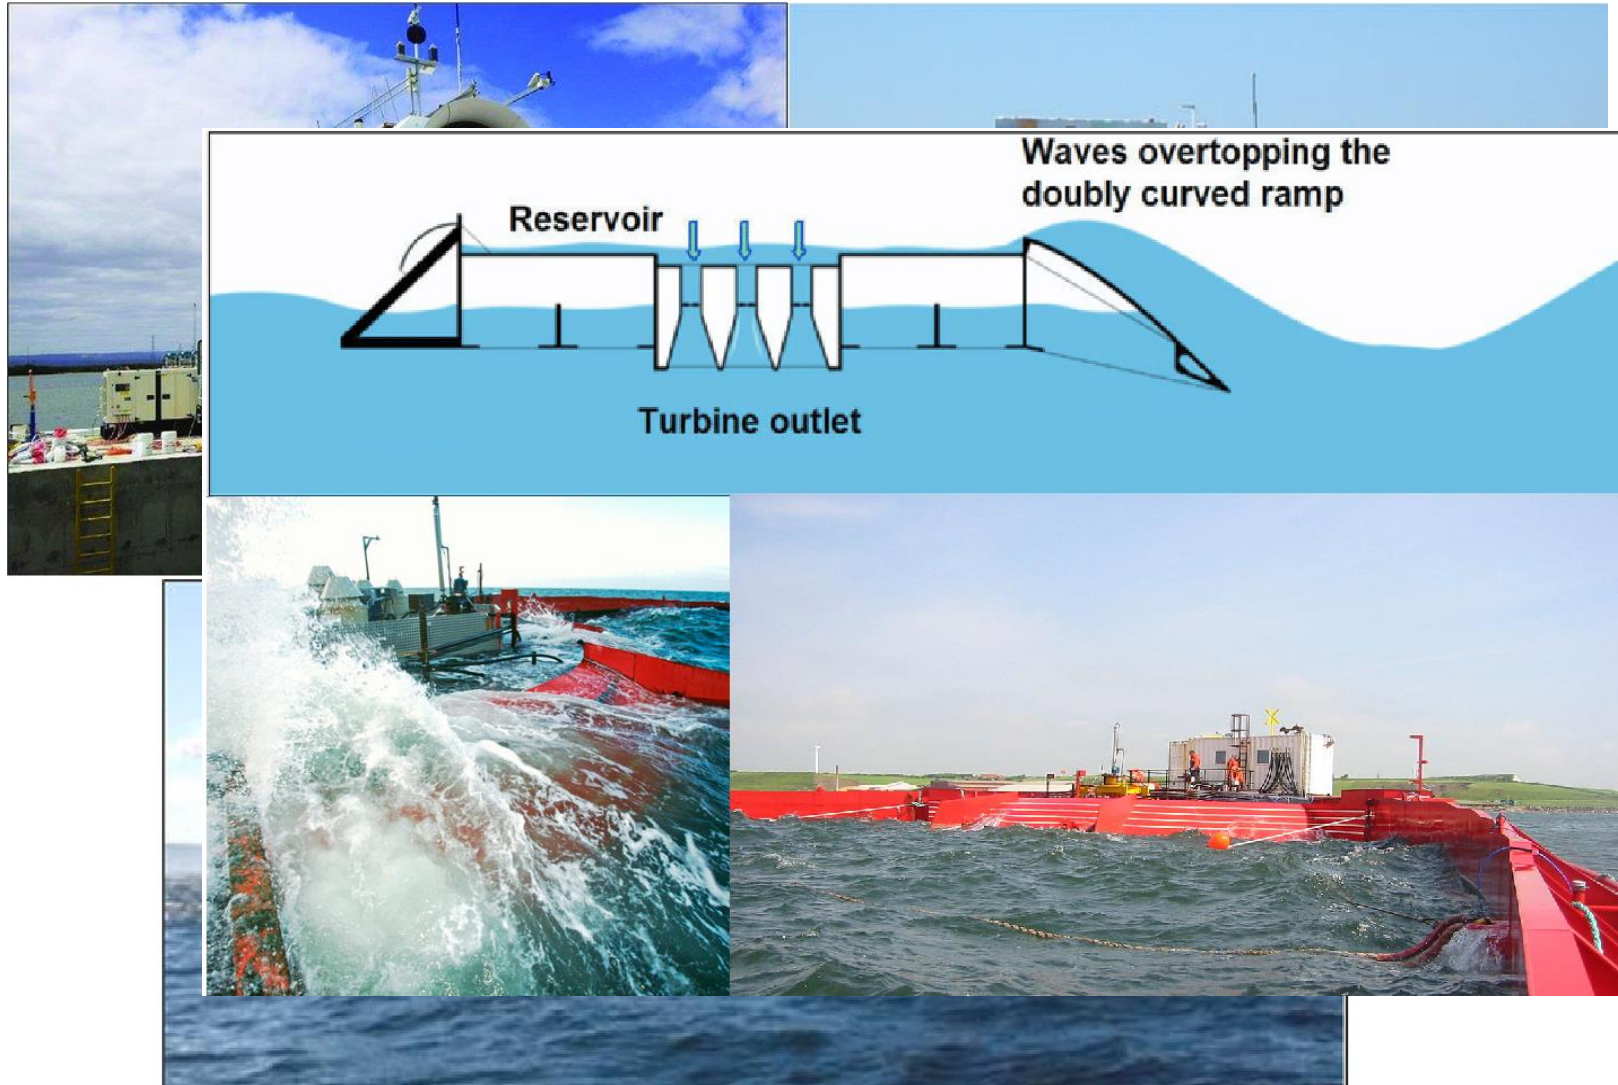 Waves overtopping the
doubly curved ramp
Reservoir
Turbine outlet